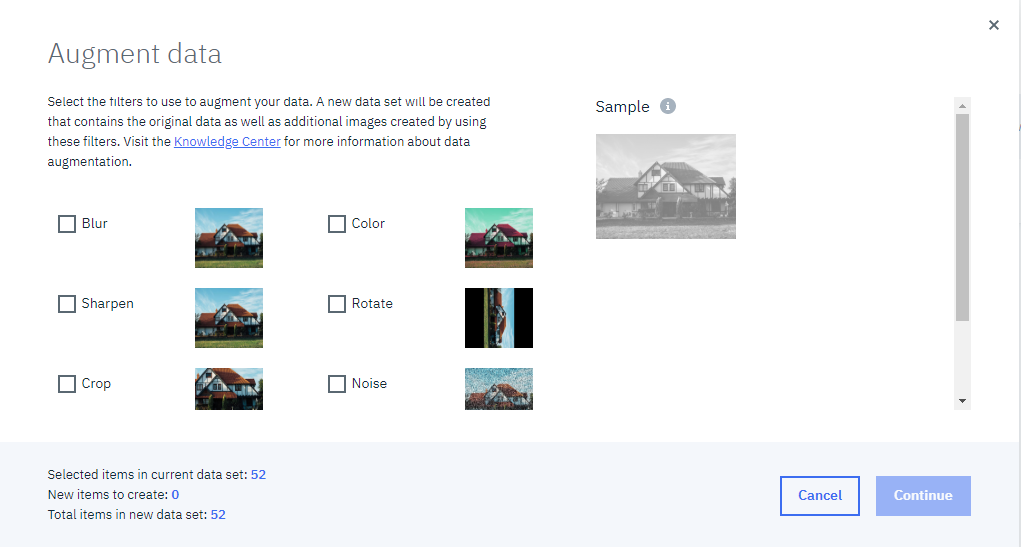 Augment data
Select the filters to use to augment your data. A new data set will be created
that contains the original data as well as additional images created by using
these filters. Visit the Knowledge Center for more information about data
augmentation.
Sample
Blur
Color
Sharpen
Rotate
Crop
Noise
Selected items in current data set: 52
New items to create: 0
Total items in new data set: 52
Cancel
Continue